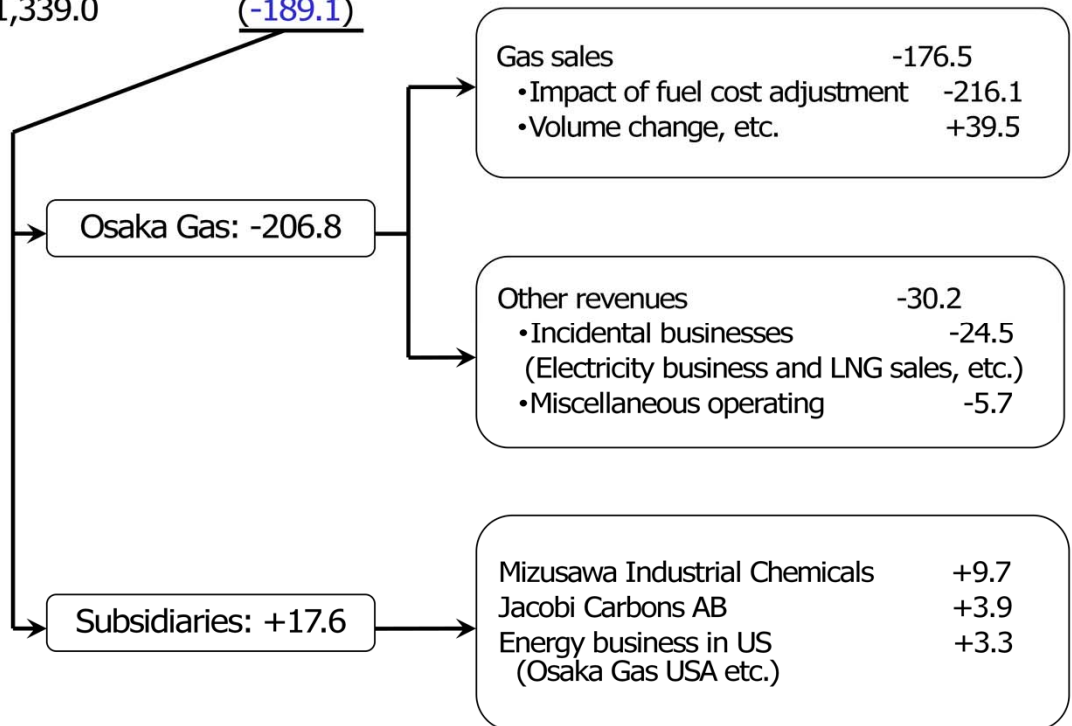 1,339.0 (-189.1)
Gas sales -176.5
・Impact of fuel cost adjustment -216.1
・Volume change, etc. +39.5
Osaka Gas: -206.8
Other revenues -30.2
・Incidental businesses -24.5
(Electricity business and LNG sales, etc.)
・Miscellaneous operating -5.7
Subsidiaries: +17.6
Mizusawa Industrial Chemicals +9.7
Jacobi Carbons AB +3.9
Energy business in US +3.3
(Osaka Gas USA etc.)